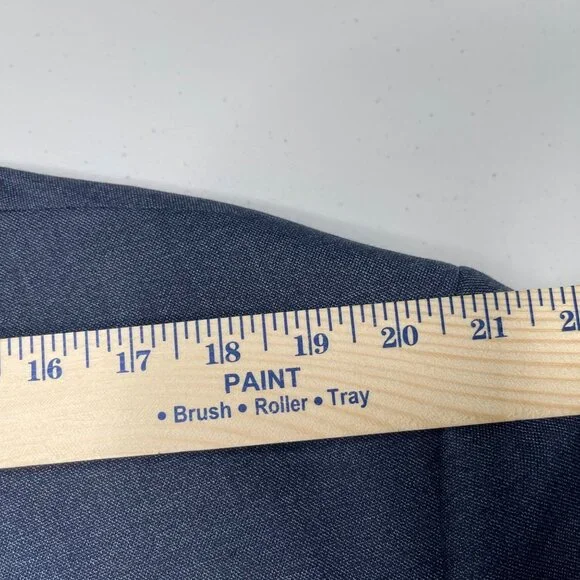 16 17 18 19 20 21 2
PAINT
• Brush • Roller • Tray